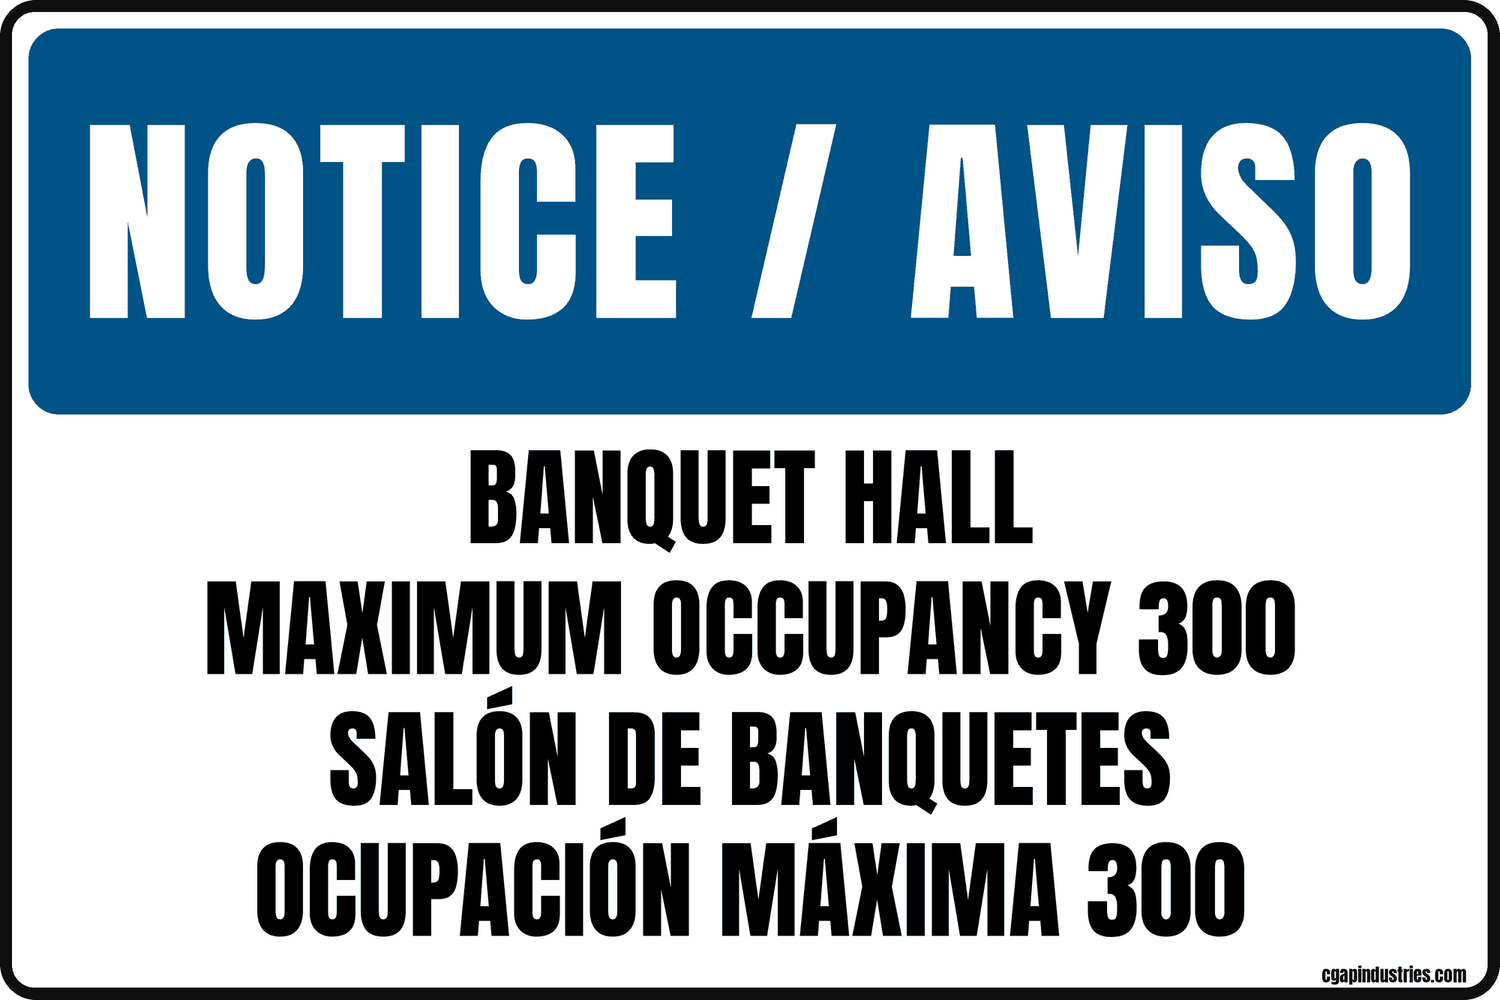 NOTICE / AVISO
BANQUET HALL
MAXIMUM OCCUPANCY 300
SALÓN DE BANQUETES
OCUPACIÓN MÁXIMA 300
cgapindustries.com